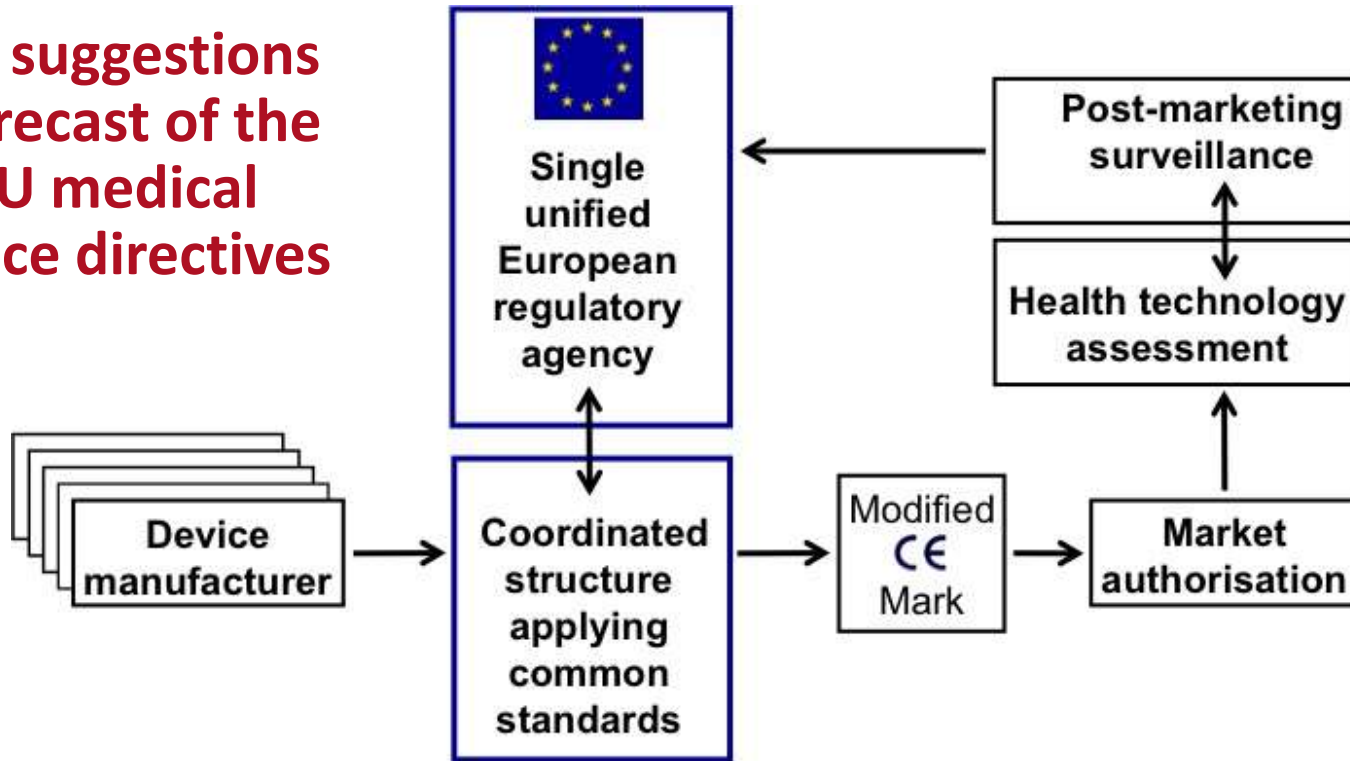 suggestions
recast of the
U medical
ce directives
Single
unified
European
regulatory
agency
Post-marketing
surveillance
Health technology
assessment
Device
manufacturer
Coordinated
structure
applying
common
standards
Modified
CE
Mark
Market
authorisation